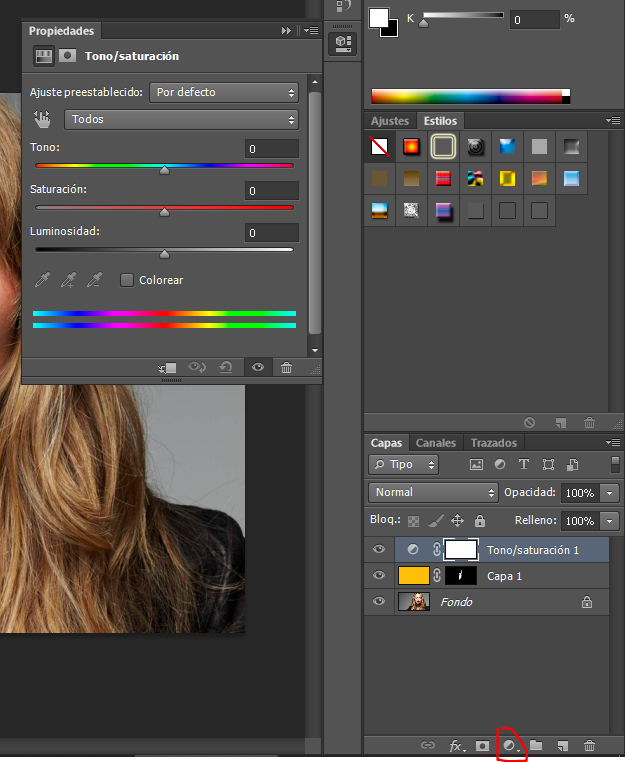 Propiedades
Tono/saturación
Ajuste preestablecido: Por defecto
Todos
Tono: 0
Saturación: 0
Luminosidad: 0
Colorear
K 0 %
Ajustes Estilos
Capas Canales Trazados
Tipo
Normal Opacidad: 100%
Bloq.: Relleno: 100%
Tono/saturación 1
Capa 1
Fondo
fx